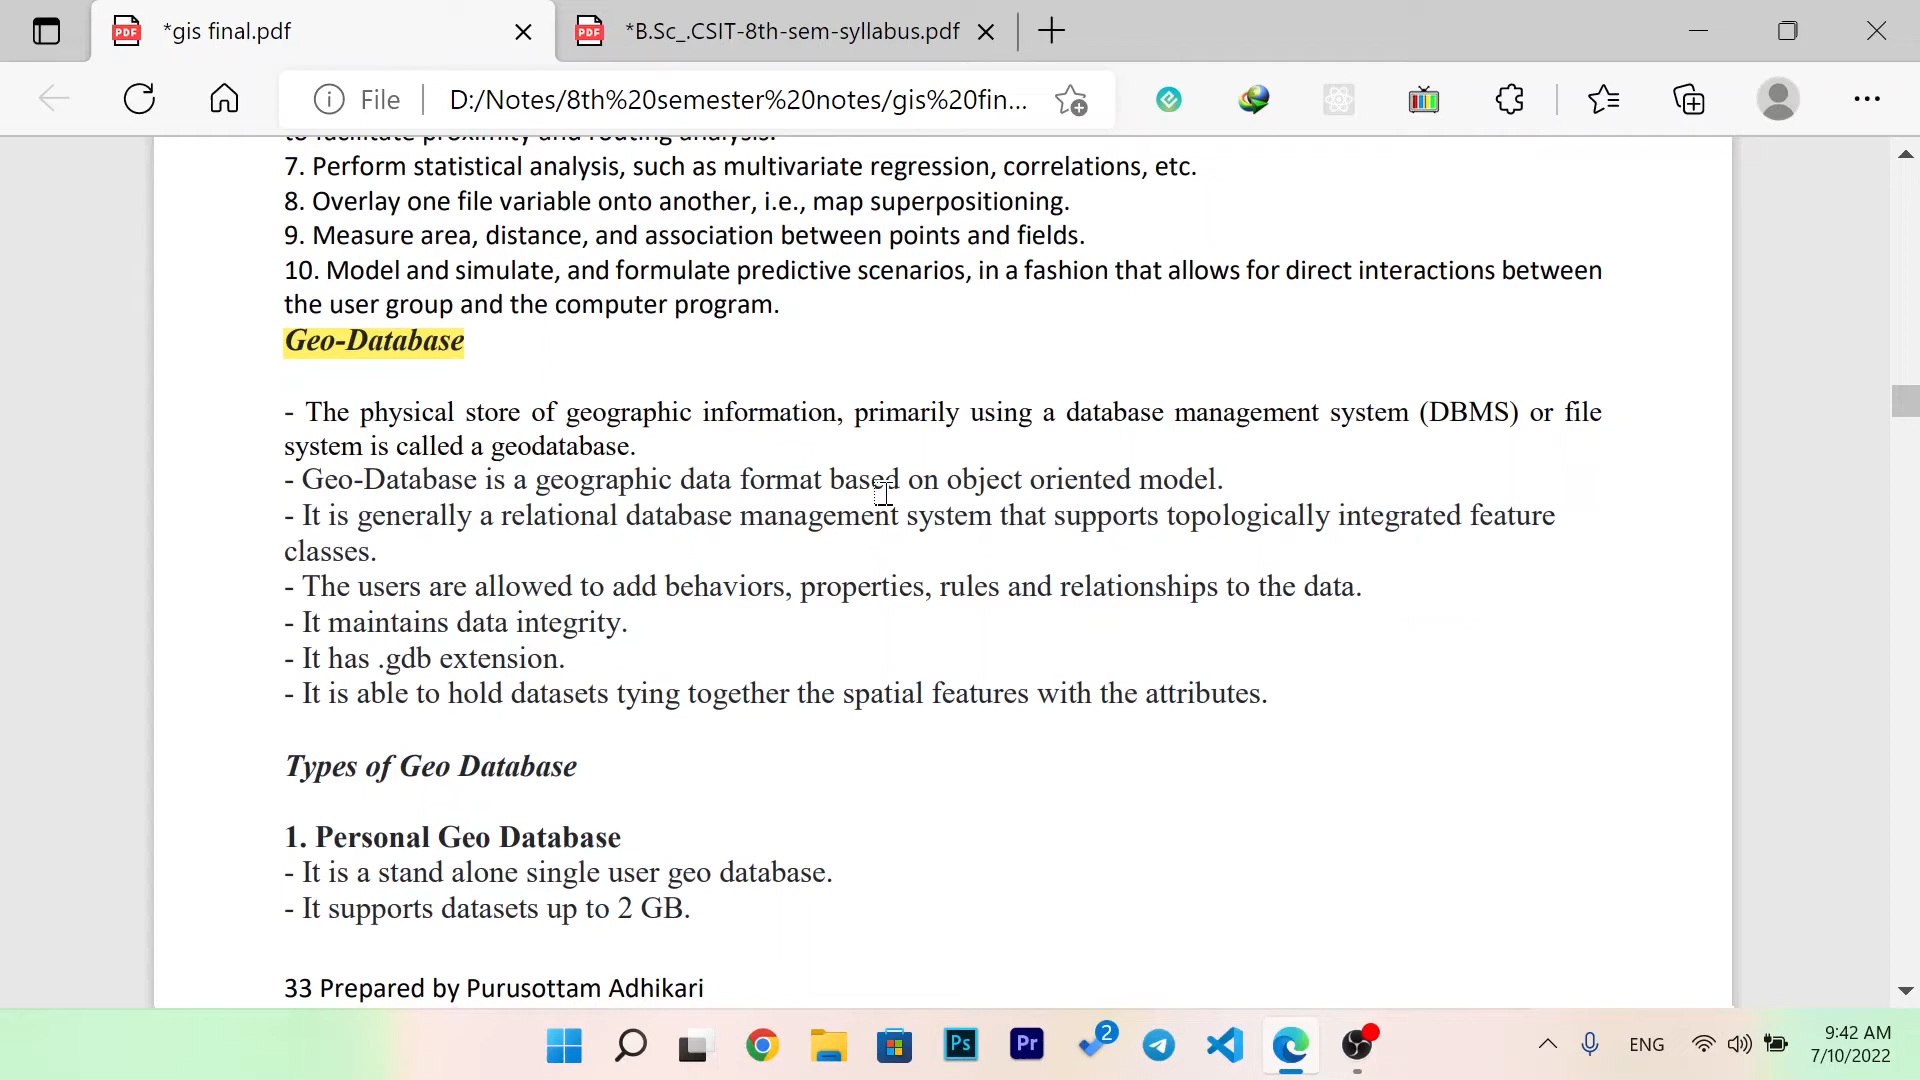 *gis final.pdf
*B.Sc_.CSIT-8th-sem-syllabus.pdf
File
D:/Notes/8th%20semester%20notes/gis%20fin...
to facilitate proximity and routing analysis.
7. Perform statistical analysis, such as multivariate regression, correlations, etc.
8. Overlay one file variable onto another, i.e., map superpositioning.
9. Measure area, distance, and association between points and fields.
10. Model and simulate, and formulate predictive scenarios, in a fashion that allows for direct interactions between
the user group and the computer program.
Geo-Database
- The physical store of geographic information, primarily using a database management system (DBMS) or file
system is called a geodatabase.
- Geo-Database is a geographic data format based on object oriented model.
- It is generally a relational database management system that supports topologically integrated feature
classes.
- The users are allowed to add behaviors, properties, rules and relationships to the data.
- It maintains data integrity.
- It has .gdb extension.
- It is able to hold datasets tying together the spatial features with the attributes.
Types of Geo Database
1. Personal Geo Database
- It is a stand alone single user geo database.
- It supports datasets up to 2 GB.
33 Prepared by Purusottam Adhikari
Ps
Pr
2
ENG
9:42 AM
7/10/2022